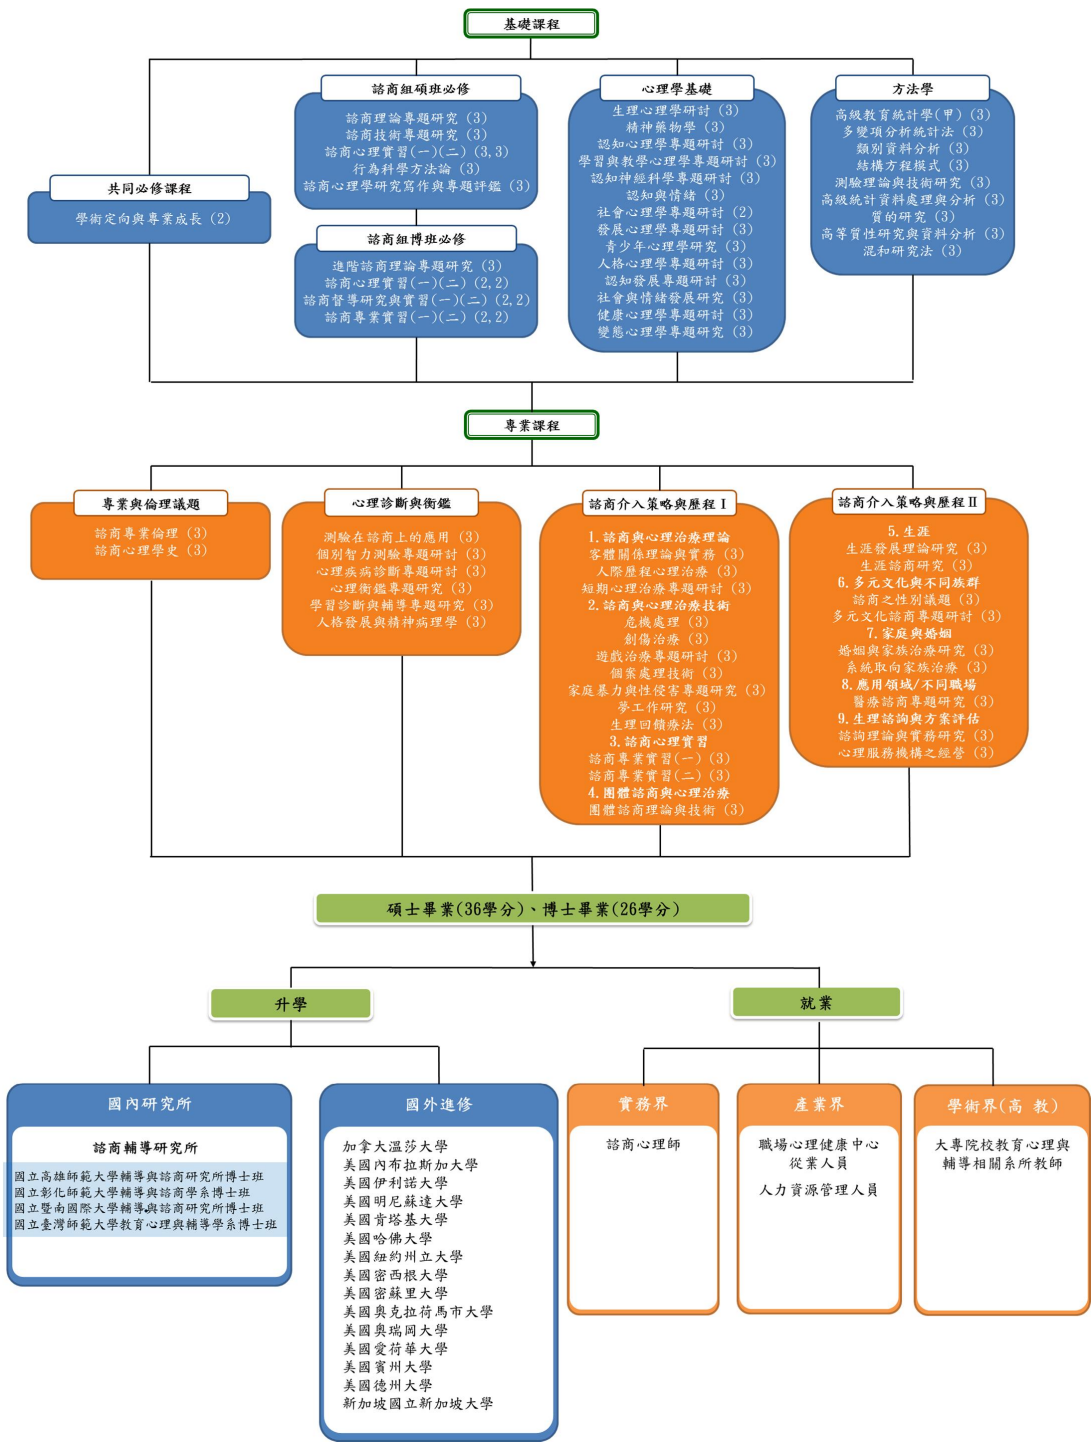 基礎課程
共同必修課程
學術定向與專業成長 (2)
諮商組碩班必修
諮商理論專題研究 (3)
諮商技術專題研究 (3)
諮商心理實習(一)(二) (3,3)
行為科學方法論 (3)
諮商心理學研究寫作與專題評鑑 (3)
諮商組博班必修
進階諮商理論專題研究 (3)
諮商心理實習(一)(二) (2,2)
諮商督導研究與實習(一)(二) (2,2)
諮商專業實習(一)(二) (2,2)
心理學基礎
生理心理學研討 (3)
精神藥物學 (3)
認知心理學專題研討 (3)
學習與教學心理學專題研討 (3)
認知神經科學專題研討 (3)
認知與情緒 (3)
社會心理學專題研討 (2)
發展心理學專題研討 (3)
青少年心理學研究 (3)
人格心理學專題研討 (3)
認知發展專題研討 (3)
社會與情緒發展研究 (3)
健康心理學專題研討 (3)
變態心理學專題研究 (3)
方法學
高級教育統計學(甲) (3)
多變項分析統計法 (3)
類別資料分析 (3)
結構方程模式 (3)
測驗理論與技術研究 (3)
高級統計資料處理與分析 (3)
質的研究 (3)
高等質性研究與資料分析 (3)
混和研究法 (3)
專業課程
專業與倫理議題
諮商專業倫理 (3)
諮商心理學史 (3)
心理診斷與衡鑑
測驗在諮商上的應用 (3)
個別智力測驗專題研討 (3)
心理疾病診斷專題研討 (3)
心理衡鑑專題研究 (3)
學習診斷與輔導專題研究 (3)
人格發展與精神病理學 (3)
諮商介入策略與歷程 I
1.諮商與心理治療理論
客體關係理論與實務 (3)
人際歷程心理治療 (3)
短期心理治療專題研討 (3)
2.諮商與心理治療技術
危機處理 (3)
創傷治療 (3)
遊戲治療專題研討 (3)
個案處理技術 (3)
家庭暴力與性侵害專題研究 (3)
夢工作研究 (3)
生理回饋療法 (3)
3.諮商心理實習
諮商專業實習(一) (3)
諮商專業實習(二) (3)
4.團體諮商與心理治療
團體諮商理論與技術 (3)
諮商介入策略與歷程 II
5.生涯
生涯發展理論研究 (3)
生涯諮商研究 (3)
6.多元文化與不同族群
諮商之性別議題 (3)
多元文化諮商專題研討 (3)
7.家庭與婚姻
婚姻與家族治療研究 (3)
系統取向家族治療 (3)
8.應用領域/不同職場
醫療諮商專題研究 (3)
9.生理諮詢與方案評估
諮詢理論與實務研究 (3)
心理服務機構之經營 (3)
碩士畢業(36學分)、博士畢業(26學分)
升學
就業
國內研究所
諮商輔導研究所
國立高雄師範大學輔導與諮商研究所博士班
國立彰化師範大學輔導與諮商學系博士班
國立暨南國際大學輔導與諮商研究所博士班
國立臺灣師範大學教育心理與輔導學系博士班
國外進修
加拿大溫莎大學
美國內布拉斯加大學
美國伊利諾大學
美國明尼蘇達大學
美國肯塔基大學
美國哈佛大學
美國紐約州立大學
美國密西根大學
美國密蘇里大學
美國奧克拉荷馬市大學
美國奧瑞岡大學
美國愛荷華大學
美國賓州大學
美國德州大學
新加坡國立新加坡大學
實務界
諮商心理師
產業界
職場心理健康中心
從業人員
人力資源管理人員
學術界(高 教)
大專院校教育心理與
輔導相關系所教師